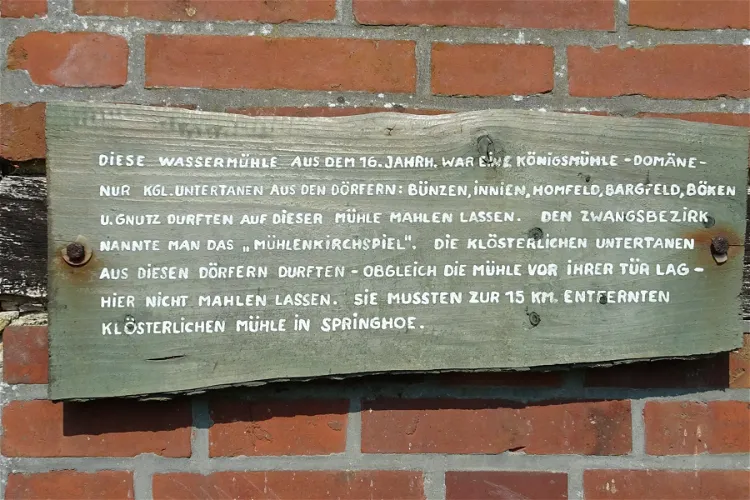 DIESE WASSERMÜHLE AUS DEM 16. JAHRH. WAR EINE KÖNIGSMÜHLE - DOMÄNE -
NUR KGL. UNTERTANEN AUS DEN DÖRFERN: BÜNZEN, INNIEN, HOMFELD, BARGFELD, BÖKEN
U. GNUTZ DURFTEN AUF DIESER MÜHLE MAHLEN LASSEN. DEN ZWANGSBEZIRK
NANNTE MAN DAS „MÜHLENKIRCHSPIEL". DIE KLÖSTERLICHEN UNTERTANEN
AUS DIESEN DÖRFERN DURFTEN - OBGLEICH DIE MÜHLE VOR IHRER TÜR LAG -
HIER NICHT MAHLEN LASSEN. SIE MUSSTEN ZUR 15 KM. ENTFERNTEN
KLÖSTERLICHEN MÜHLE IN SPRINGHOE.